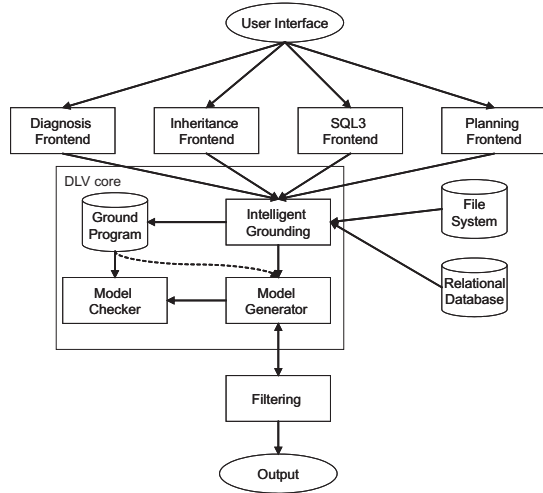 User Interface
Diagnosis
Frontend
Inheritance
Frontend
SQL3
Frontend
Planning
Frontend
DLV core
Ground
Program
Intelligent
Grounding
File
System
Model
Checker
Model
Generator
Relational
Database
Filtering
Output